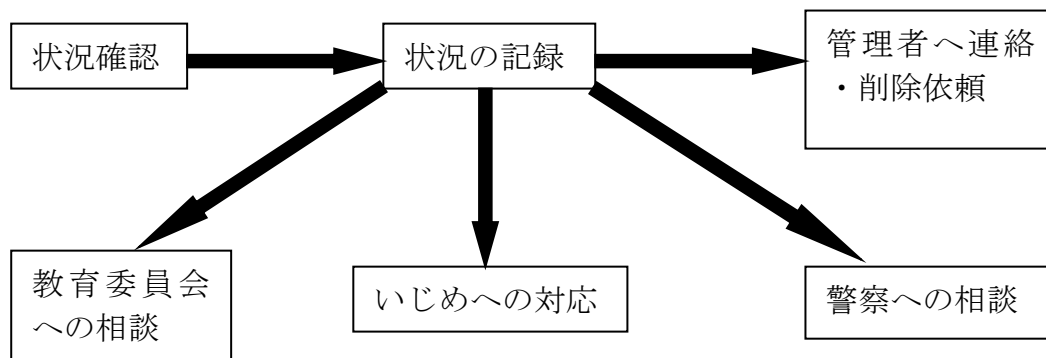 状況確認
状況の記録
管理者へ連絡
・削除依頼
教育委員会
への相談
いじめへの対応
警察への相談